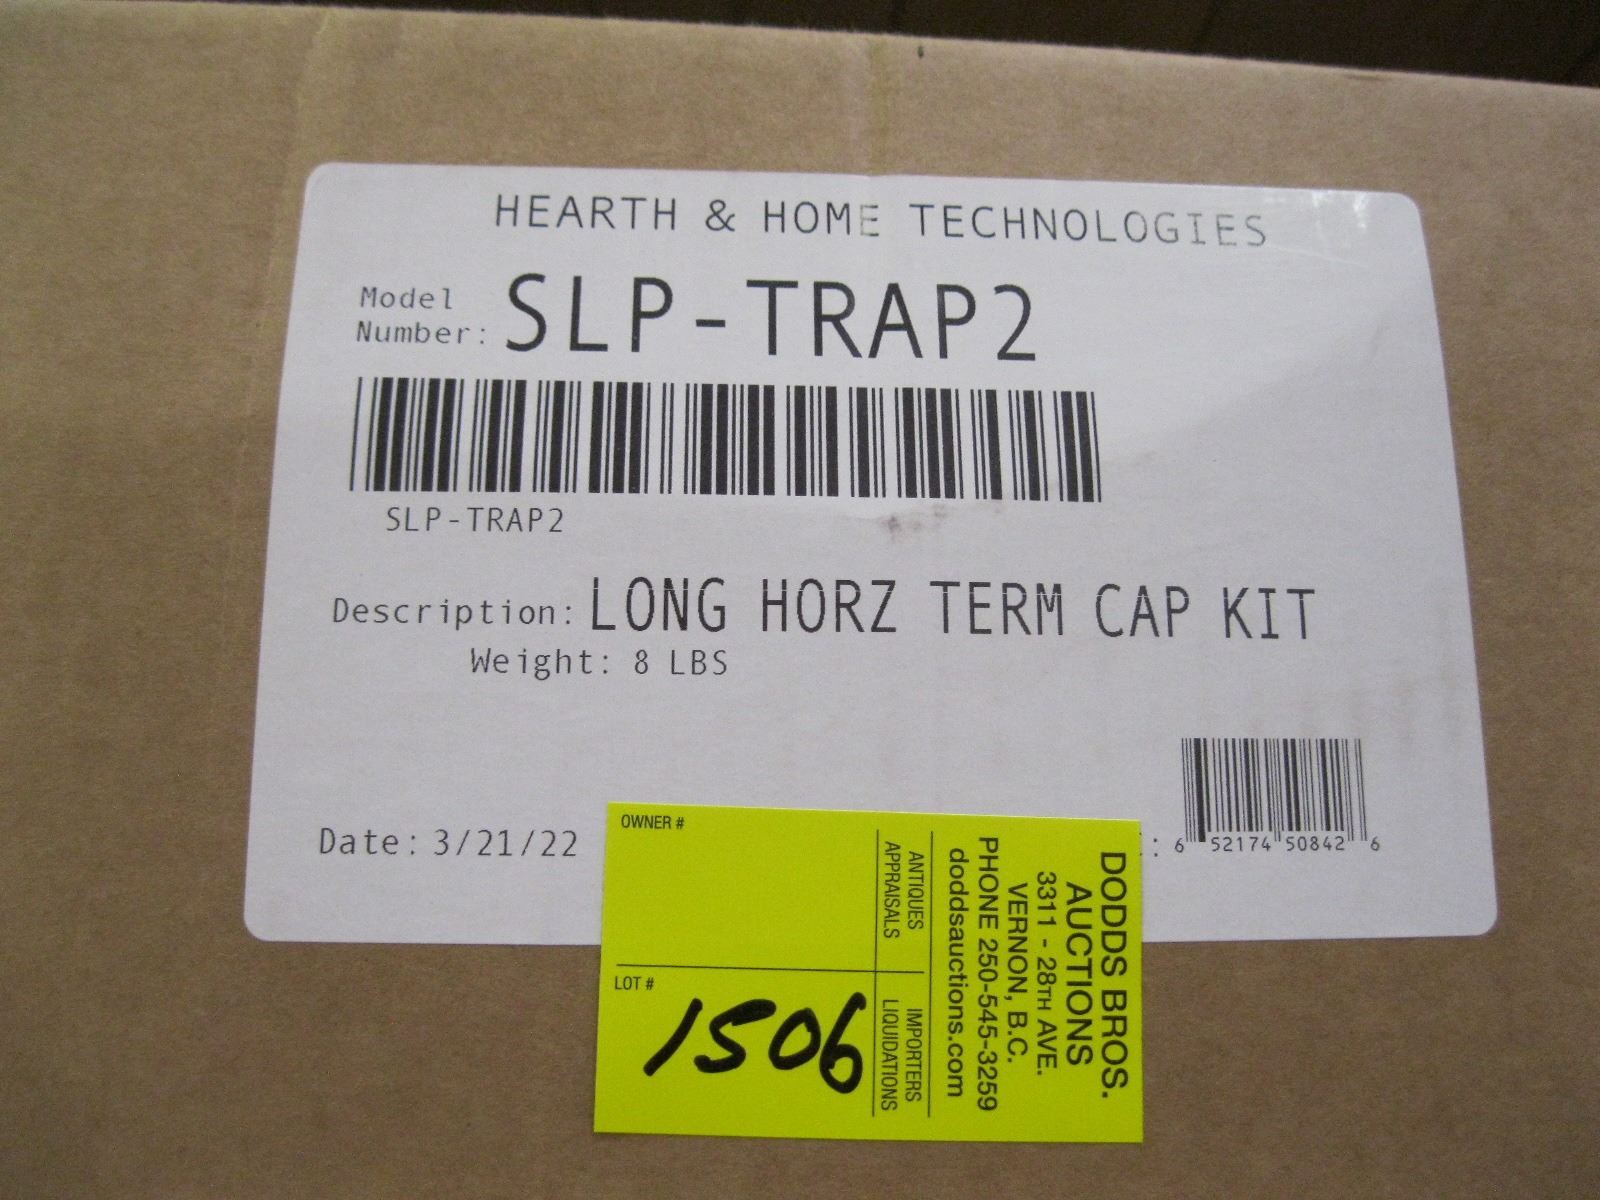 HEARTH & HOME TECHNOLOGIES
Model
Number: SLP-TRAP2
SLP-TRAP2
Description: LONG HORZ TERM CAP KIT
Weight: 8 LBS
Date: 3/21/22
: 6 52174 50842 6
OWNER #
LOT #
1506
ANTIQUES
APPRAISALS
IMPORTERS
LIQUIDATIONS
DODDS BROS.
AUCTIONS
3311 - 28TH AVE.
VERNON, B.C.
PHONE 250-545-3259
doddsauctions.com